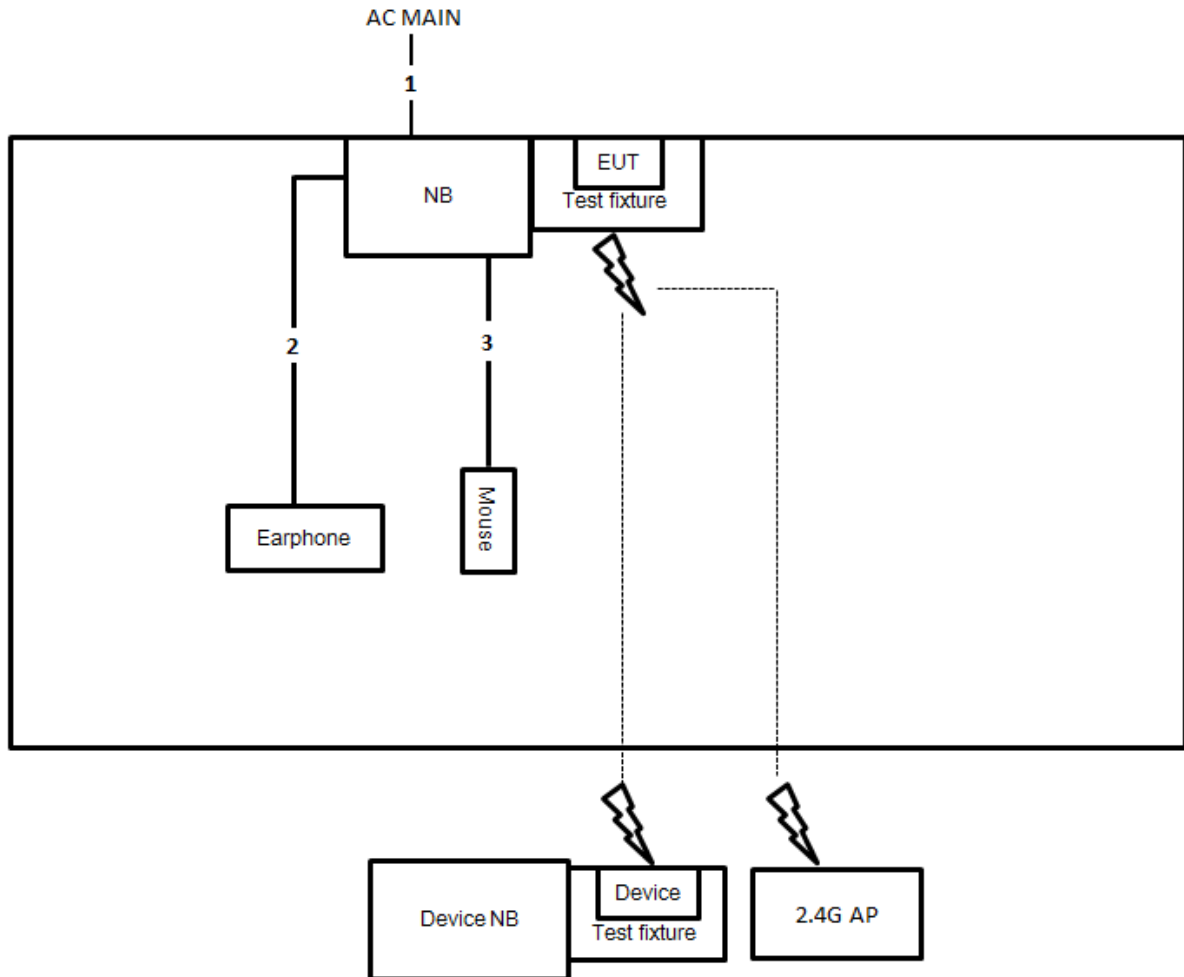 AC MAIN
1
EUT
NB
Test fixture
2
3
Mouse
Earphone
Device
2.4G AP
Device NB
Test fixture